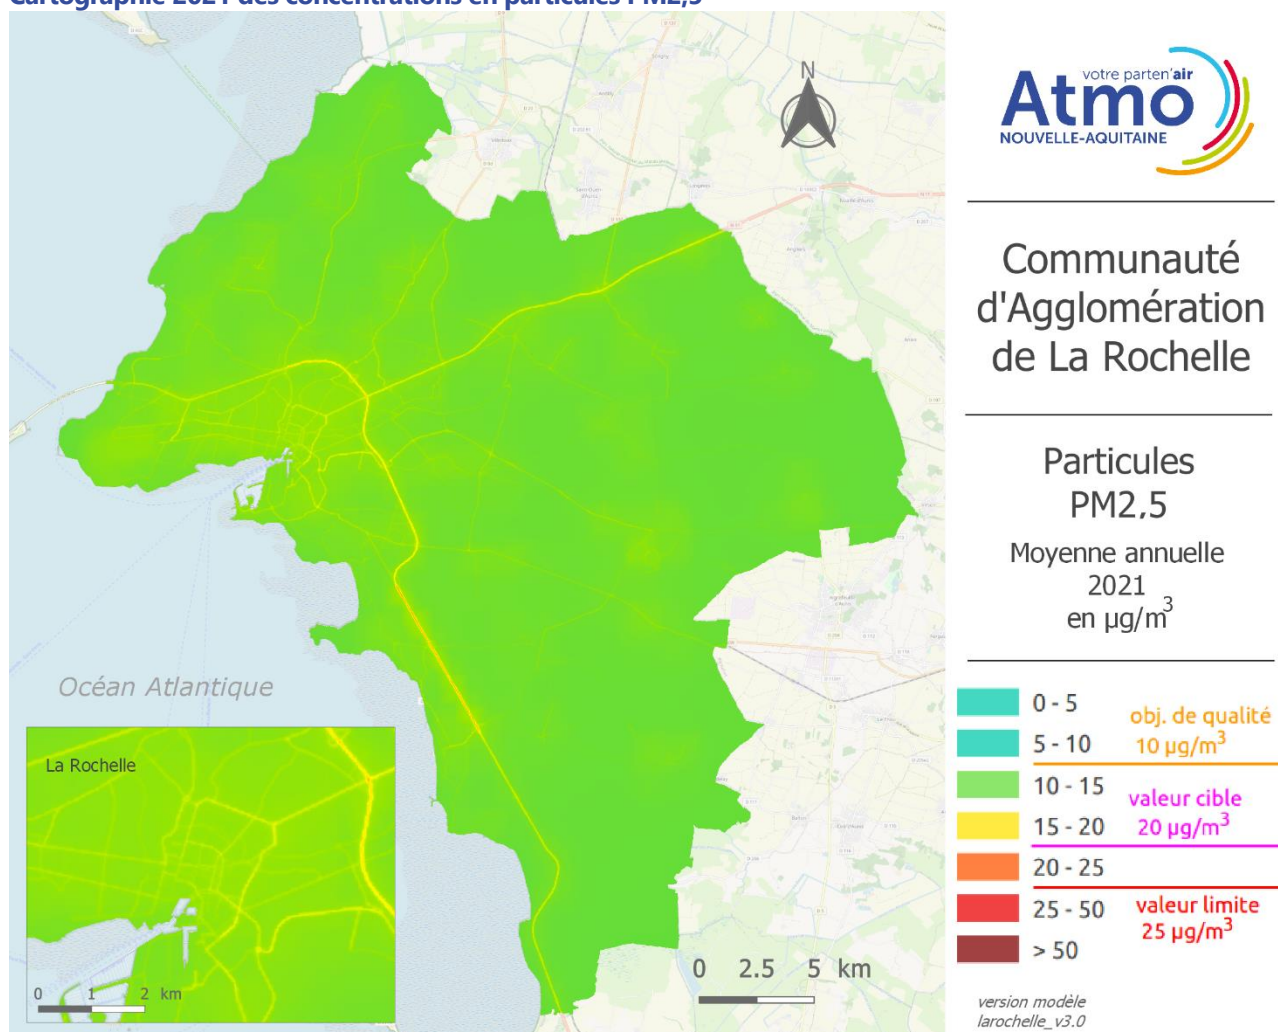 Cartographie 2021 des concentrations en particules PM2,5
N
votre parten'air
Atmo
NOUVELLE-AQUITAINE
Communauté
d'Agglomération
de La Rochelle
Particules
PM2,5
Moyenne annuelle
2021
en µg/m³
Océan Atlantique
La Rochelle
0 1 2 km
0 2.5 5 km
0 - 5
5 - 10
obj. de qualité
10 µg/m³
10 - 15
15 - 20
valeur cible
20 µg/m³
20 - 25
25 - 50
> 50
valeur limite
25 µg/m³
version modèle
larochelle_v3.0